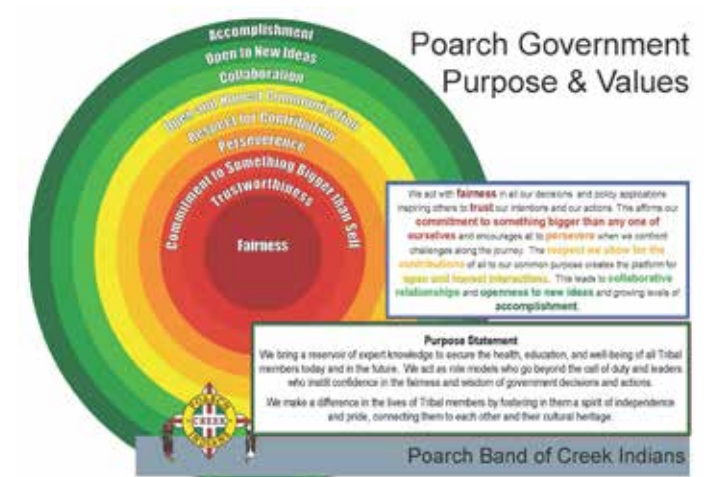 Poarch Government
Purpose & Values
Accomplishment
Open to New Ideas
Collaboration
Open and Honest Communication
Respect for Contributions
Perseverence
Commitment to Something Bigger than Self
Trustworthiness
Fairness
We act with fairness in all our decisions and policy applications
inspiring others to trust our intentions and our actions. This affirms our
commitment to something bigger than any one of
ourselves and encourages all to persevere when we confront
challenges along the journey. The respect we show for the
contributions of all to our common purpose creates the platform for
open and honest interactions. This leads to collaborative
relationships and openness to new ideas and growing levels of
accomplishment.
Purpose Statement
We bring a reservoir of expert knowledge to secure the health, education, and well-being of all Tribal
members today and in the future. We act as role models who go beyond the call of duty and leaders
who instill confidence in the fairness and wisdom of government decisions and actions.
We make a difference in the lives of Tribal members by fostering in them a spirit of independence
and pride, connecting them to each other and their cultural heritage.
POARCH
CREEK
INDIANS
Poarch Band of Creek Indians